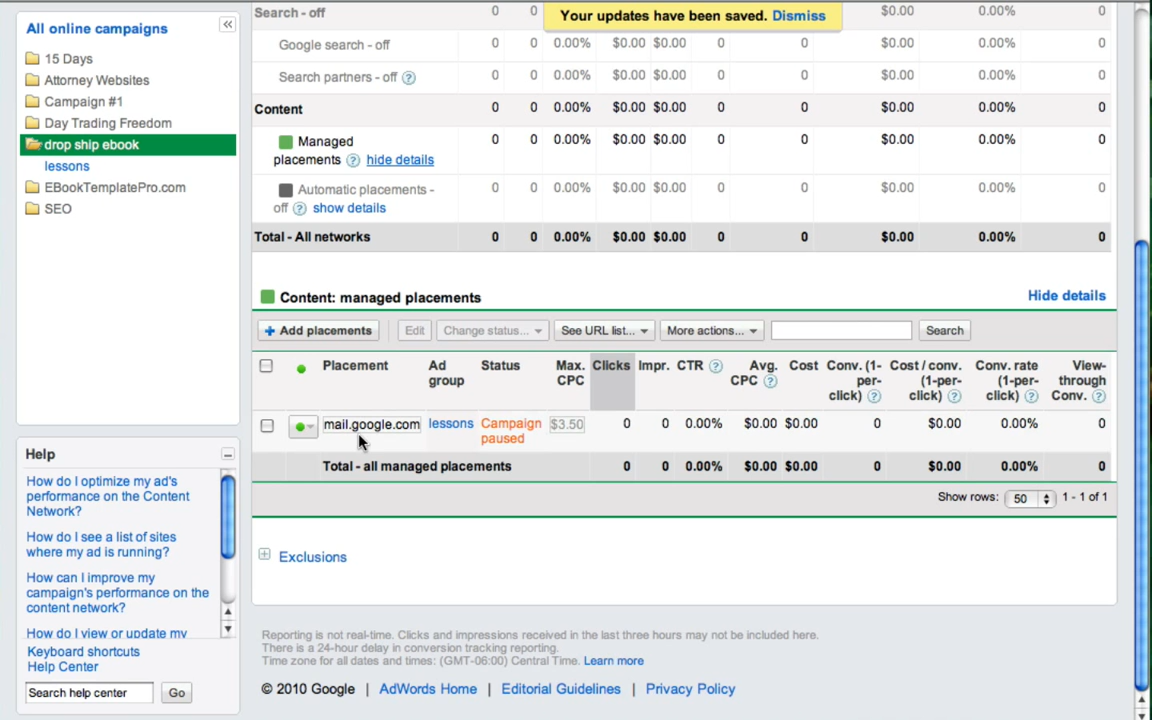 Your updates have been saved. Dismiss
All online campaigns
15 Days
Attorney Websites
Campaign #1
Day Trading Freedom
drop ship ebook
lessons
EBookTemplatePro.com
SEO
Search - off 0 0 0.00% $0.00 $0.00 0 0 $0.00 0.00% 0
Google search - off 0 0 0.00% $0.00 $0.00 0 0 $0.00 0.00% 0
Search partners - off ? 0 0 0.00% $0.00 $0.00 0 0 $0.00 0.00% 0
Content 0 0 0.00% $0.00 $0.00 0 0 $0.00 0.00% 0
Managed 0 0 0.00% $0.00 $0.00 0 0 $0.00 0.00% 0
placements ? hide details
Automatic placements - 0 0 0.00% $0.00 $0.00 0 0 $0.00 0.00% 0
off ? show details
Total - All networks 0 0 0.00% $0.00 $0.00 0 0 $0.00 0.00% 0
Content: managed placements Hide details
+ Add placements Edit Change status... See URL list... More actions... Search
Placement Ad Status Max. Clicks Impr. CTR ? Avg. Cost Conv. (1- Cost / conv. Conv. rate View-
group CPC CPC ? per- (1-per- (1-per- through
click) ? click) ? click) ? Conv. ?
mail.google.com lessons Campaign $3.50 0 0 0.00% $0.00 $0.00 0 $0.00 0.00% 0
paused
Total - all managed placements 0 0 0.00% $0.00 $0.00 0 $0.00 0.00% 0
Show rows: 50 1 - 1 of 1
Exclusions
Help
How do I optimize my ad's
performance on the Content
Network?
How do I see a list of sites
where my ad is running?
How can I improve my
campaign's performance on the
content network?
How do I view or update my
Keyboard shortcuts
Help Center
Search help center Go
Reporting is not real-time. Clicks and impressions received in the last three hours may not be included here.
There is a 24-hour delay in conversion tracking reporting.
Time zone for all dates and times: (GMT-06:00) Central Time. Learn more
© 2010 Google | AdWords Home | Editorial Guidelines | Privacy Policy